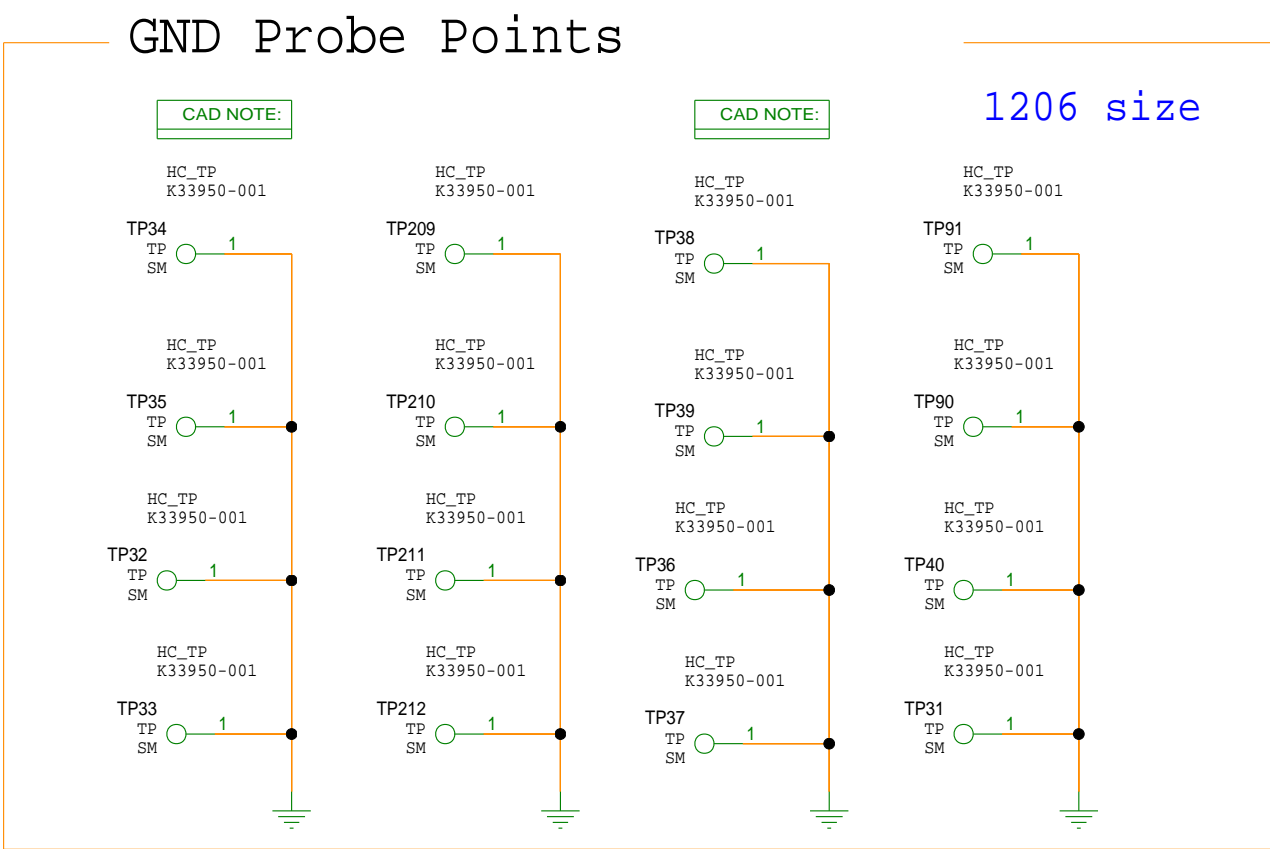 GND Probe Points
CAD NOTE:
CAD NOTE:
1206 size
HC_TP
K33950-001
TP34
TP
SM
1
HC_TP
K33950-001
TP35
TP
SM
1
HC_TP
K33950-001
TP32
TP
SM
1
HC_TP
K33950-001
TP33
TP
SM
1
HC_TP
K33950-001
TP209
TP
SM
1
HC_TP
K33950-001
TP210
TP
SM
1
HC_TP
K33950-001
TP211
TP
SM
1
HC_TP
K33950-001
TP212
TP
SM
1
HC_TP
K33950-001
TP38
TP
SM
1
HC_TP
K33950-001
TP39
TP
SM
1
HC_TP
K33950-001
TP36
TP
SM
1
HC_TP
K33950-001
TP37
TP
SM
1
HC_TP
K33950-001
TP91
TP
SM
1
HC_TP
K33950-001
TP90
TP
SM
1
HC_TP
K33950-001
TP40
TP
SM
1
HC_TP
K33950-001
TP31
TP
SM
1